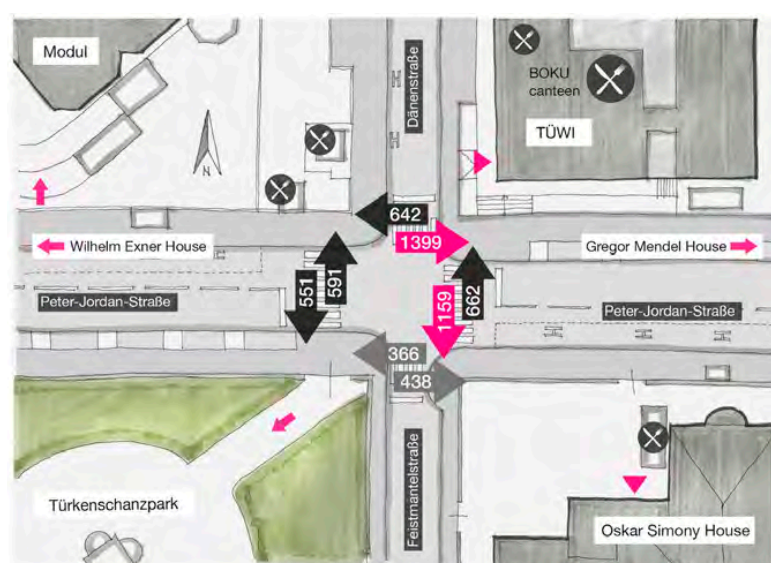 Modul
Dänenstraße
BOKU
canteen
TÜWI
N
642
1399
Wilhelm Exner House
Gregor Mendel House
551
591
1159
662
Peter-Jordan-Straße
Peter-Jordan-Straße
366
438
Feistmantelstraße
Türkenschanzpark
Oskar Simony House